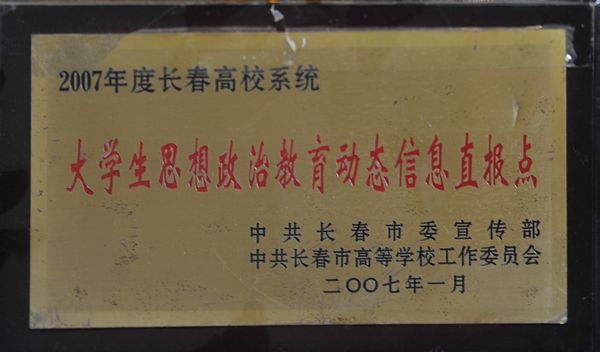 2007年度长春高校系统
大学生思想政治教育动态信息直报点
中共长春市委宣传部
中共长春市高等学校工作委员会
二〇〇七年一月